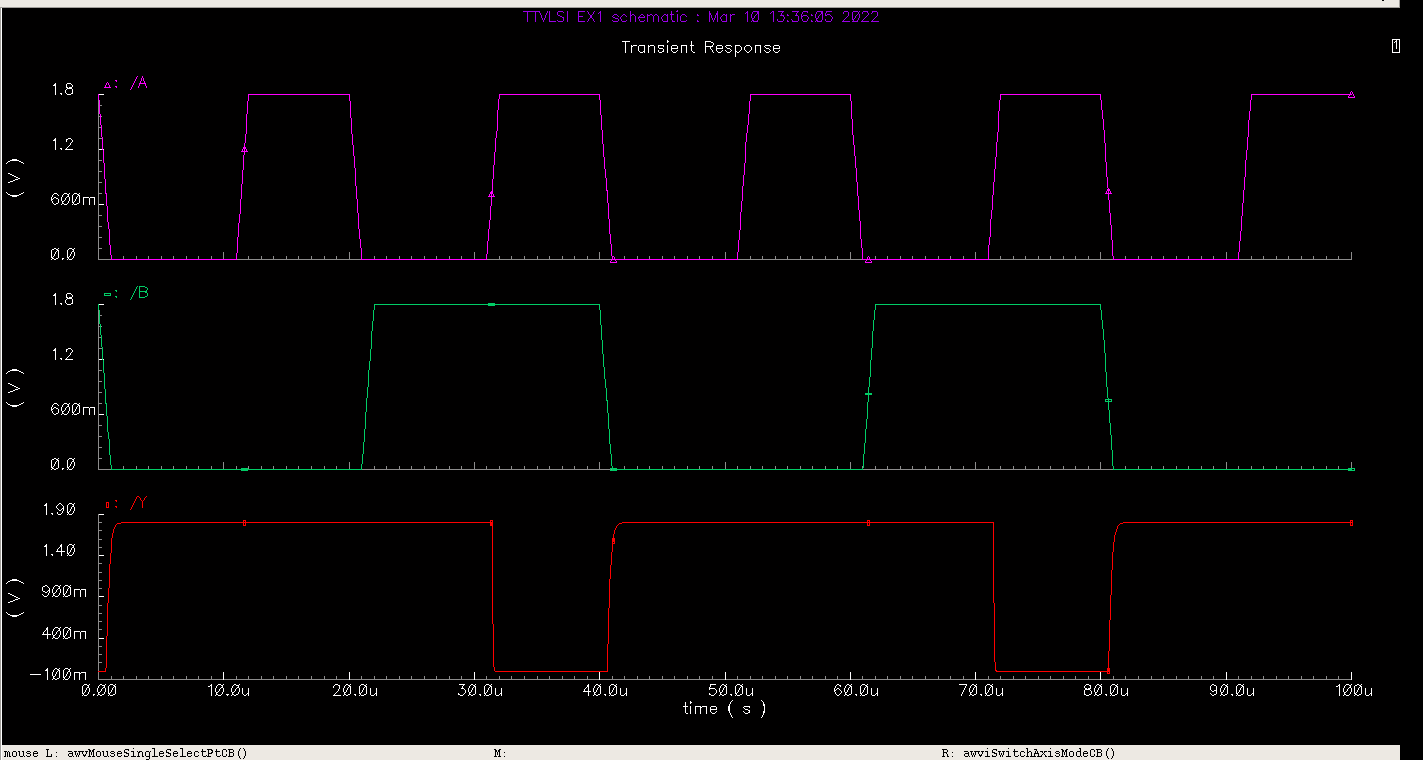 TTVLSI EX1 schematic : Mar 10 13:36:05 2022
Transient Response
1
: /A
1.8
1.2
(V)
600m
0.0
: /B
1.8
1.2
(V)
600m
0.0
: /Y
1.90
1.40
900m
(V)
400m
-100m
0.00 10.0u 20.0u 30.0u 40.0u 50.0u 60.0u 70.0u 80.0u 90.0u 100u
time ( s )
mouse L: awvMouseSingleSelectPtCB() M: R: awviSwitchAxisModeCB()